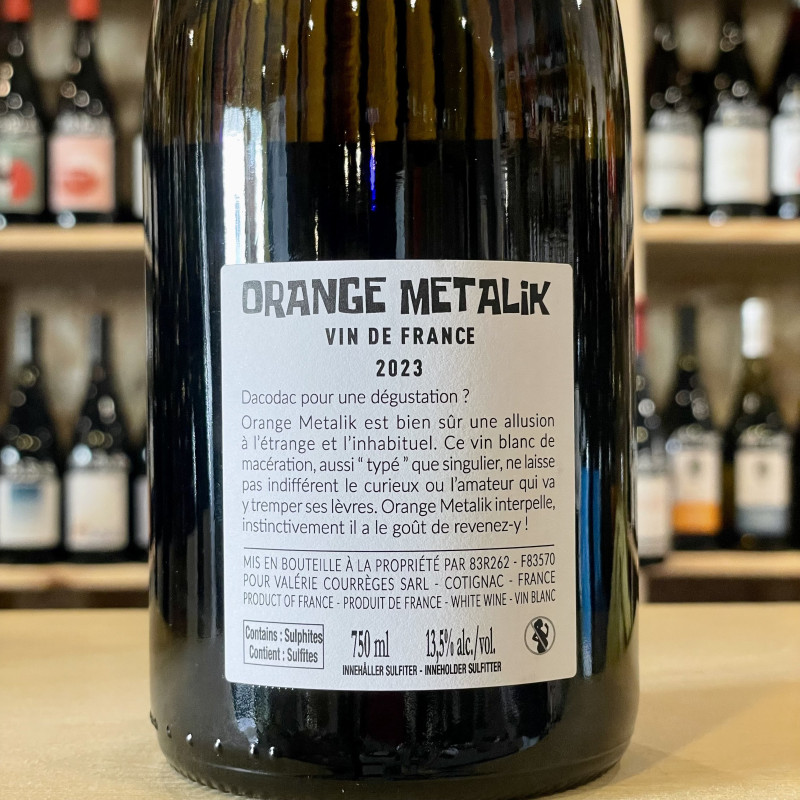 ORANGE METALiK
VIN DE FRANCE
2023
Dacodac pour une dégustation ?
Orange Metalik est bien sûr une allusion
à l'étrange et l'inhabituel. Ce vin blanc de
macération, aussi “ typé ” que singulier, ne laisse
pas indifférent le curieux ou l'amateur qui va
y tremper ses lèvres. Orange Metalik interpelle,
instinctivement il a le goût de revenez-y !
MIS EN BOUTEILLE À LA PROPRIÉTÉ PAR 83R262 - F83570
POUR VALÉRIE COURRÈGES SARL - COTIGNAC - FRANCE
PRODUCT OF FRANCE - PRODUIT DE FRANCE - WHITE WINE - VIN BLANC
Contains : Sulphites
Contient : Sulfites
750 ml
13,5% alc./vol.
INNEHÅLLER SULFITER - INNEHOLDER SULFITTER